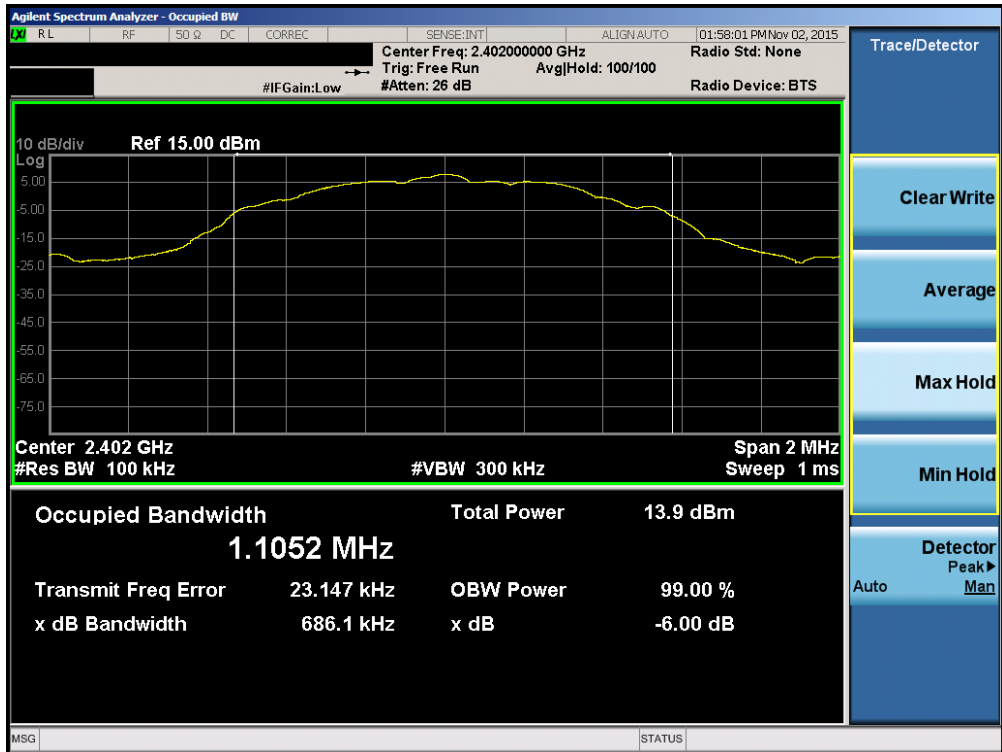 Agilent Spectrum Analyzer - Occupied BW
LXI RL RF 50 Ω DC CORREC SENSE:INT ALIGN AUTO 01:58:01 PM Nov 02, 2015
Center Freq: 2.402000000 GHz Radio Std: None
Trig: Free Run Avg|Hold: 100/100
#IFGain:Low #Atten: 26 dB Radio Device: BTS
10 dB/div Ref 15.00 dBm
Log
5.00
-5.00
-15.0
-25.0
-35.0
-45.0
-55.0
-65.0
-75.0
Center 2.402 GHz Span 2 MHz
#Res BW 100 kHz #VBW 300 kHz Sweep 1 ms
Occupied Bandwidth Total Power 13.9 dBm
1.1052 MHz
Transmit Freq Error 23.147 kHz OBW Power 99.00 %
x dB Bandwidth 686.1 kHz x dB -6.00 dB
MSG STATUS
Trace/Detector
Clear Write
Average
Max Hold
Min Hold
Detector
Peak▶
Auto Man